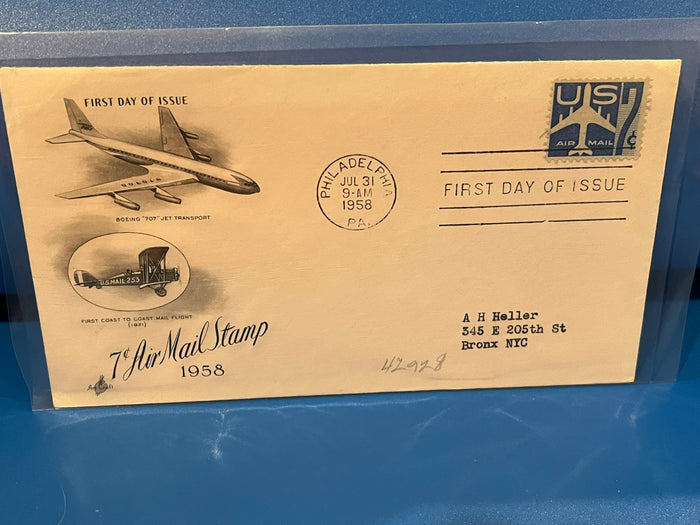 FIRST DAY OF ISSUE
BOEING "707" JET TRANSPORT
U.S. MAIL 253
FIRST COAST TO COAST MAIL FLIGHT
(1921)
7¢ Air Mail Stamp
1958
PHILADELPHIA
JUL 31
9-AM
1958
PA.
US 7¢
AIR MAIL
FIRST DAY OF ISSUE
A H Heller
345 E 205th St
Bronx NYC